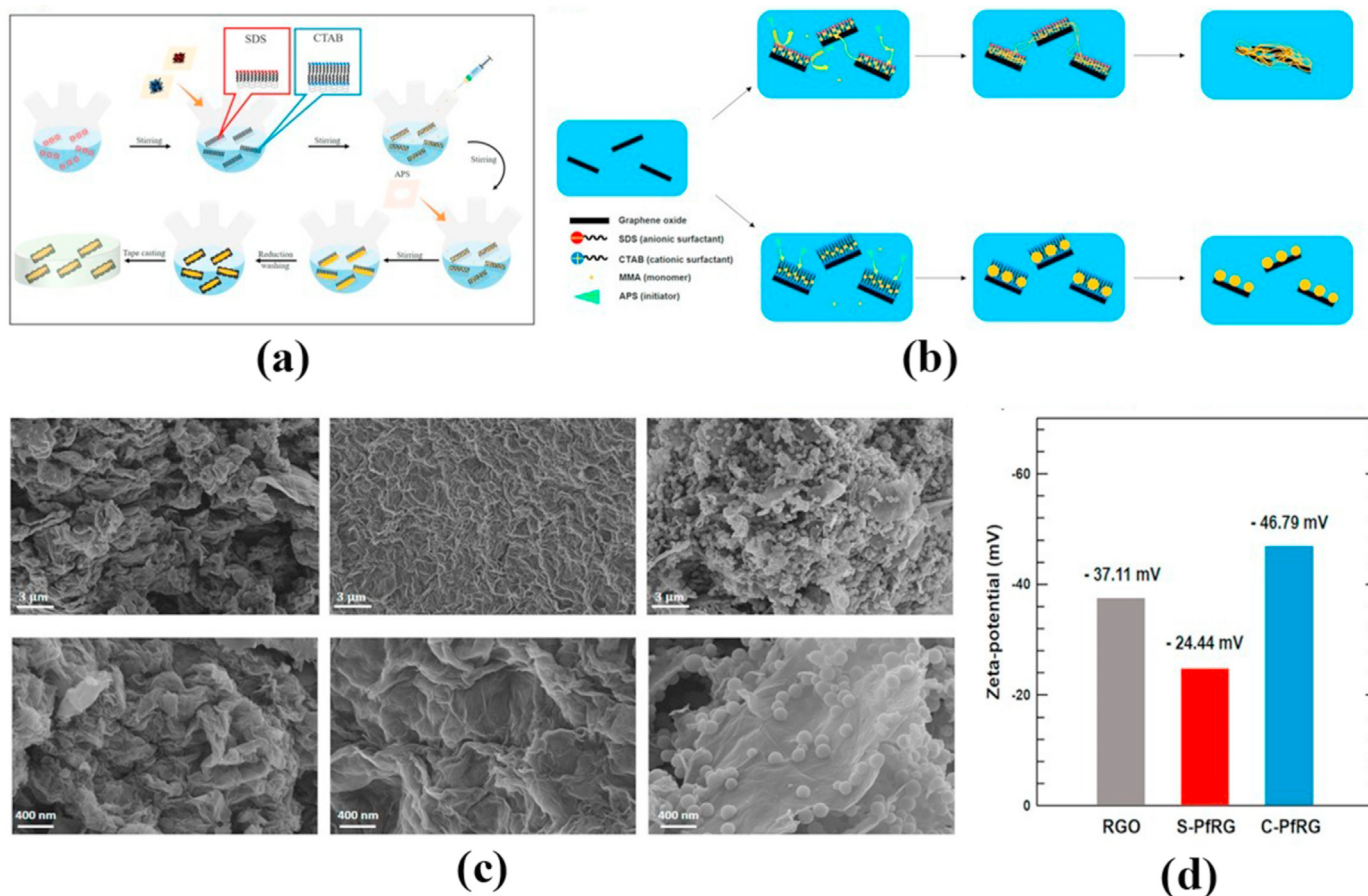 SDS
CTAB
Stirring
Stirring
Stirring
APS
Tape casting
Reduction
washing
Stirring
(a)
Graphene oxide
SDS (anionic surfactant)
CTAB (cationic surfactant)
MMA (monomer)
APS (initiator)
(b)
3 μm
3 μm
3 μm
400 nm
400 nm
400 nm
(c)
Zeta-potential (mV)
-60
-40
-20
0
- 37.11 mV
- 24.44 mV
- 46.79 mV
RGO
S-PfRG
C-PfRG
(d)